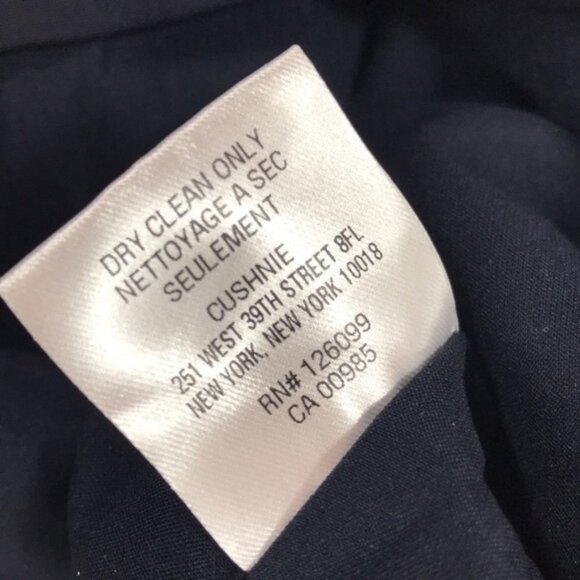 DRY CLEAN ONLY
NETTOYAGE A SEC
SEULEMENT
CUSHNIE
251 WEST 39TH STREET 8FL
NEW YORK, NEW YORK 10018
RN# 126099
CA 00985